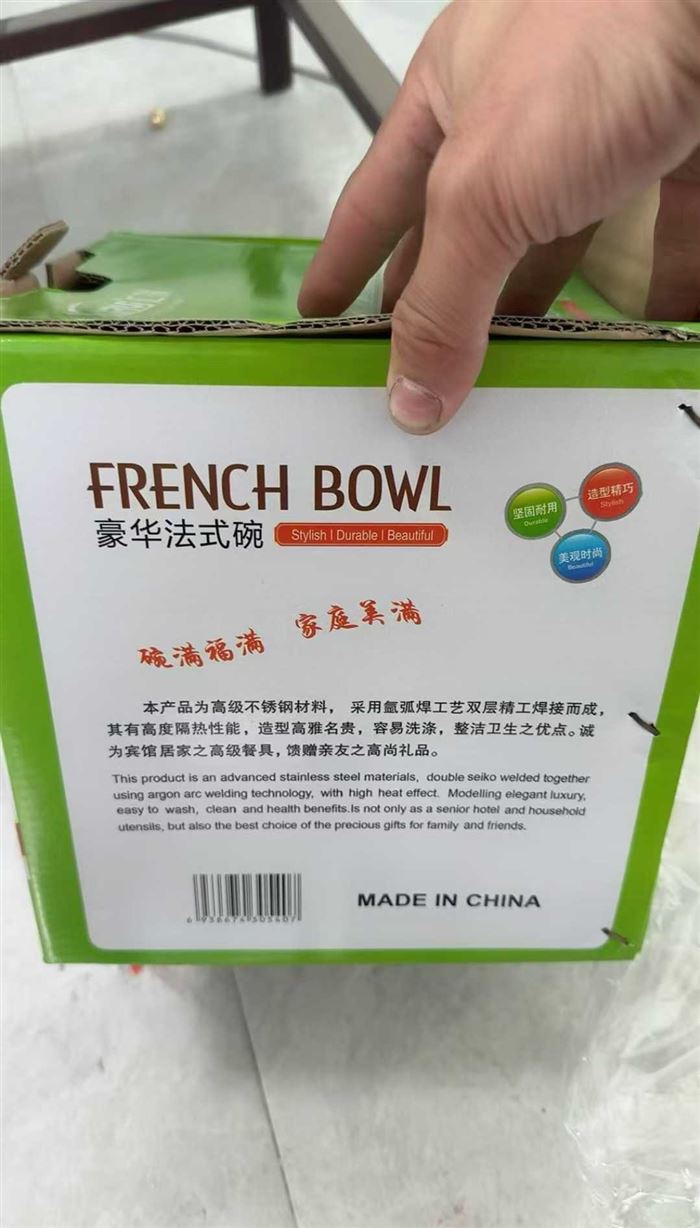 FRENCH BOWL
豪华法式碗 Stylish | Durable | Beautiful
坚固耐用
Durable
造型精巧
Stylish
美观时尚
Beautiful
碗满福满 家庭美满
本产品为高级不锈钢材料，采用氩弧焊工艺双层精工焊接而成，
其有高度隔热性能，造型高雅名贵，容易洗涤，整洁卫生之优点。诚
为宾馆居家之高级餐具，馈赠亲友之高尚礼品。
This product is an advanced stainless steel materials, double seiko welded together
using argon arc welding technology, with high heat effect. Modelling elegant luxury,
easy to wash, clean and health benefits.Is not only as a senior hotel and household
utensils, but also the best choice of the precious gifts for family and friends.
MADE IN CHINA